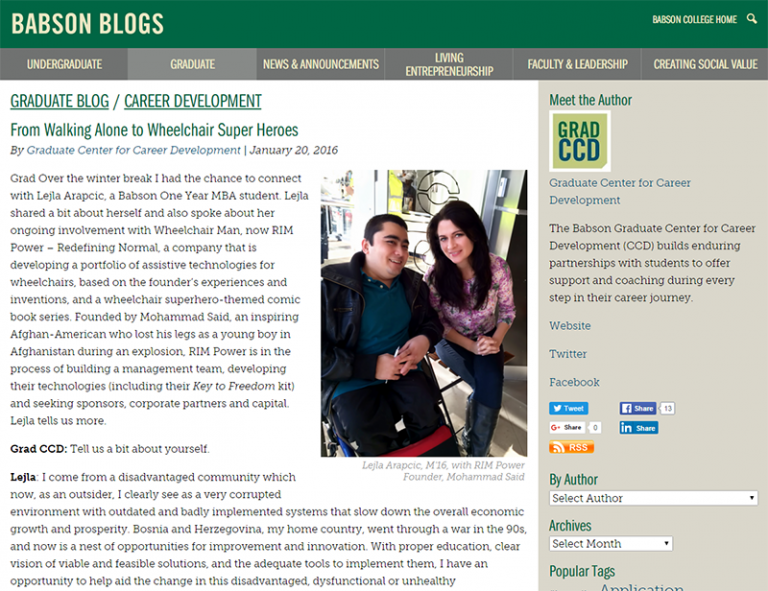 BABSON BLOGS
BABSON COLLEGE HOME
UNDERGRADUATE
GRADUATE
NEWS & ANNOUNCEMENTS
LIVING
ENTREPRENEURSHIP
FACULTY & LEADERSHIP
CREATING SOCIAL VALUE
GRADUATE BLOG / CAREER DEVELOPMENT
From Walking Alone to Wheelchair Super Heroes
By Graduate Center for Career Development | January 20, 2016
Grad Over the winter break I had the chance to connect
with Lejla Arapcic, a Babson One Year MBA student. Lejla
shared a bit about herself and also spoke about her
ongoing involvement with Wheelchair Man, now RIM
Power – Redefining Normal, a company that is
developing a portfolio of assistive technologies for
wheelchairs, based on the founder's experiences and
inventions, and a wheelchair superhero-themed comic
book series. Founded by Mohammad Said, an inspiring
Afghan-American who lost his legs as a young boy in
Afghanistan during an explosion, RIM Power is in the
process of building a management team, developing
their technologies (including their Key to Freedom kit)
and seeking sponsors, corporate partners and capital.
Lejla tells us more.
Lejla Arapcic, M'16, with RIM Power
Founder, Mohammad Said
Grad CCD: Tell us a bit about yourself.
Lejla: I come from a disadvantaged community which
now, as an outsider, I clearly see as a very corrupted
environment with outdated and badly implemented systems that slow down the overall economic
growth and prosperity. Bosnia and Herzegovina, my home country, went through a war in the 90s,
and now is a nest of opportunities for improvement and innovation. With proper education, clear
vision of viable and feasible solutions, and the adequate tools to implement them, I have an
opportunity to help aid the change in this disadvantaged, dysfunctional or unhealthy
Meet the Author
GRAD
CCD
Graduate Center for Career
Development
The Babson Graduate Center for Career
Development (CCD) builds enduring
partnerships with students to offer
support and coaching during every
step in their career journey.
Website
Twitter
Facebook
Tweet
Share 13
G+ Share 0
in Share
RSS
By Author
Select Author
Archives
Select Month
Popular Tags
Application